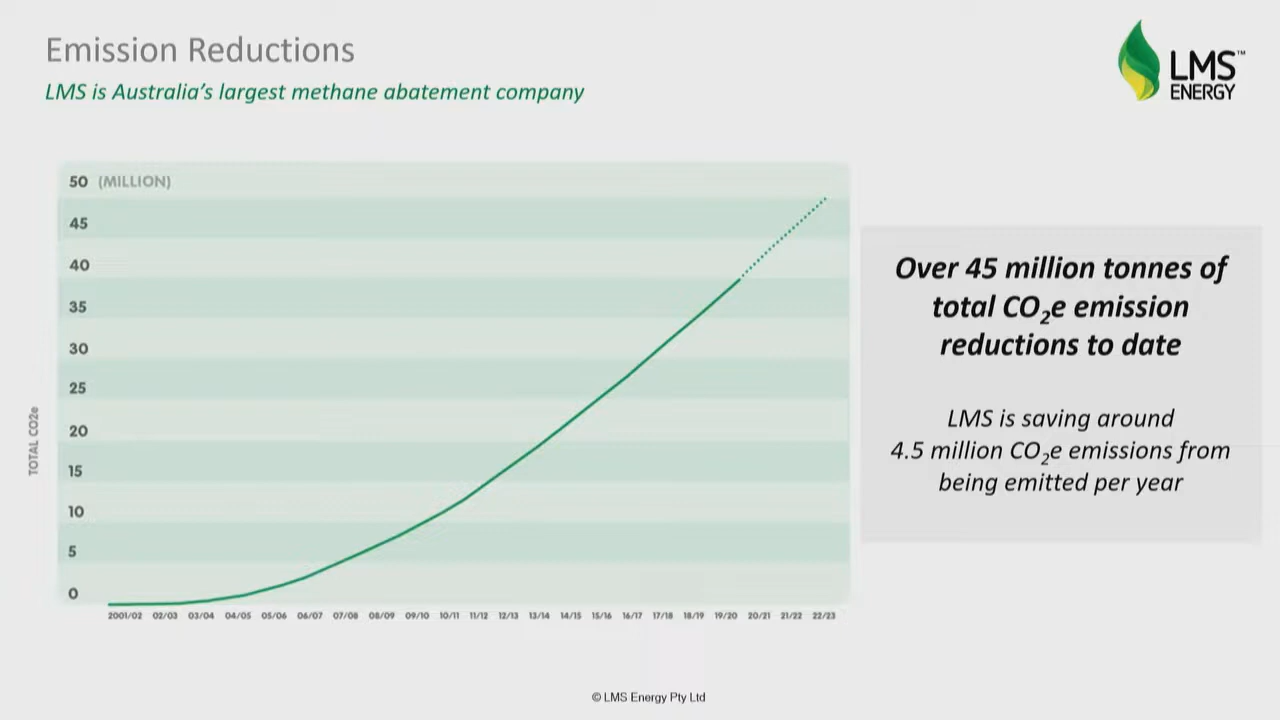 Emission Reductions
LMS is Australia's largest methane abatement company
LMS™
ENERGY
50 (MILLION)
45
40
35
30
25
20
15
10
5
0
TOTAL CO2e
2001/02 02/03 03/04 04/05 05/06 06/07 07/08 08/09 09/10 10/11 11/12 12/13 13/14 14/15 15/16 16/17 17/18 18/19 19/20 20/21 21/22 22/23
Over 45 million tonnes of
total CO₂e emission
reductions to date
LMS is saving around
4.5 million CO₂e emissions from
being emitted per year
© LMS Energy Pty Ltd